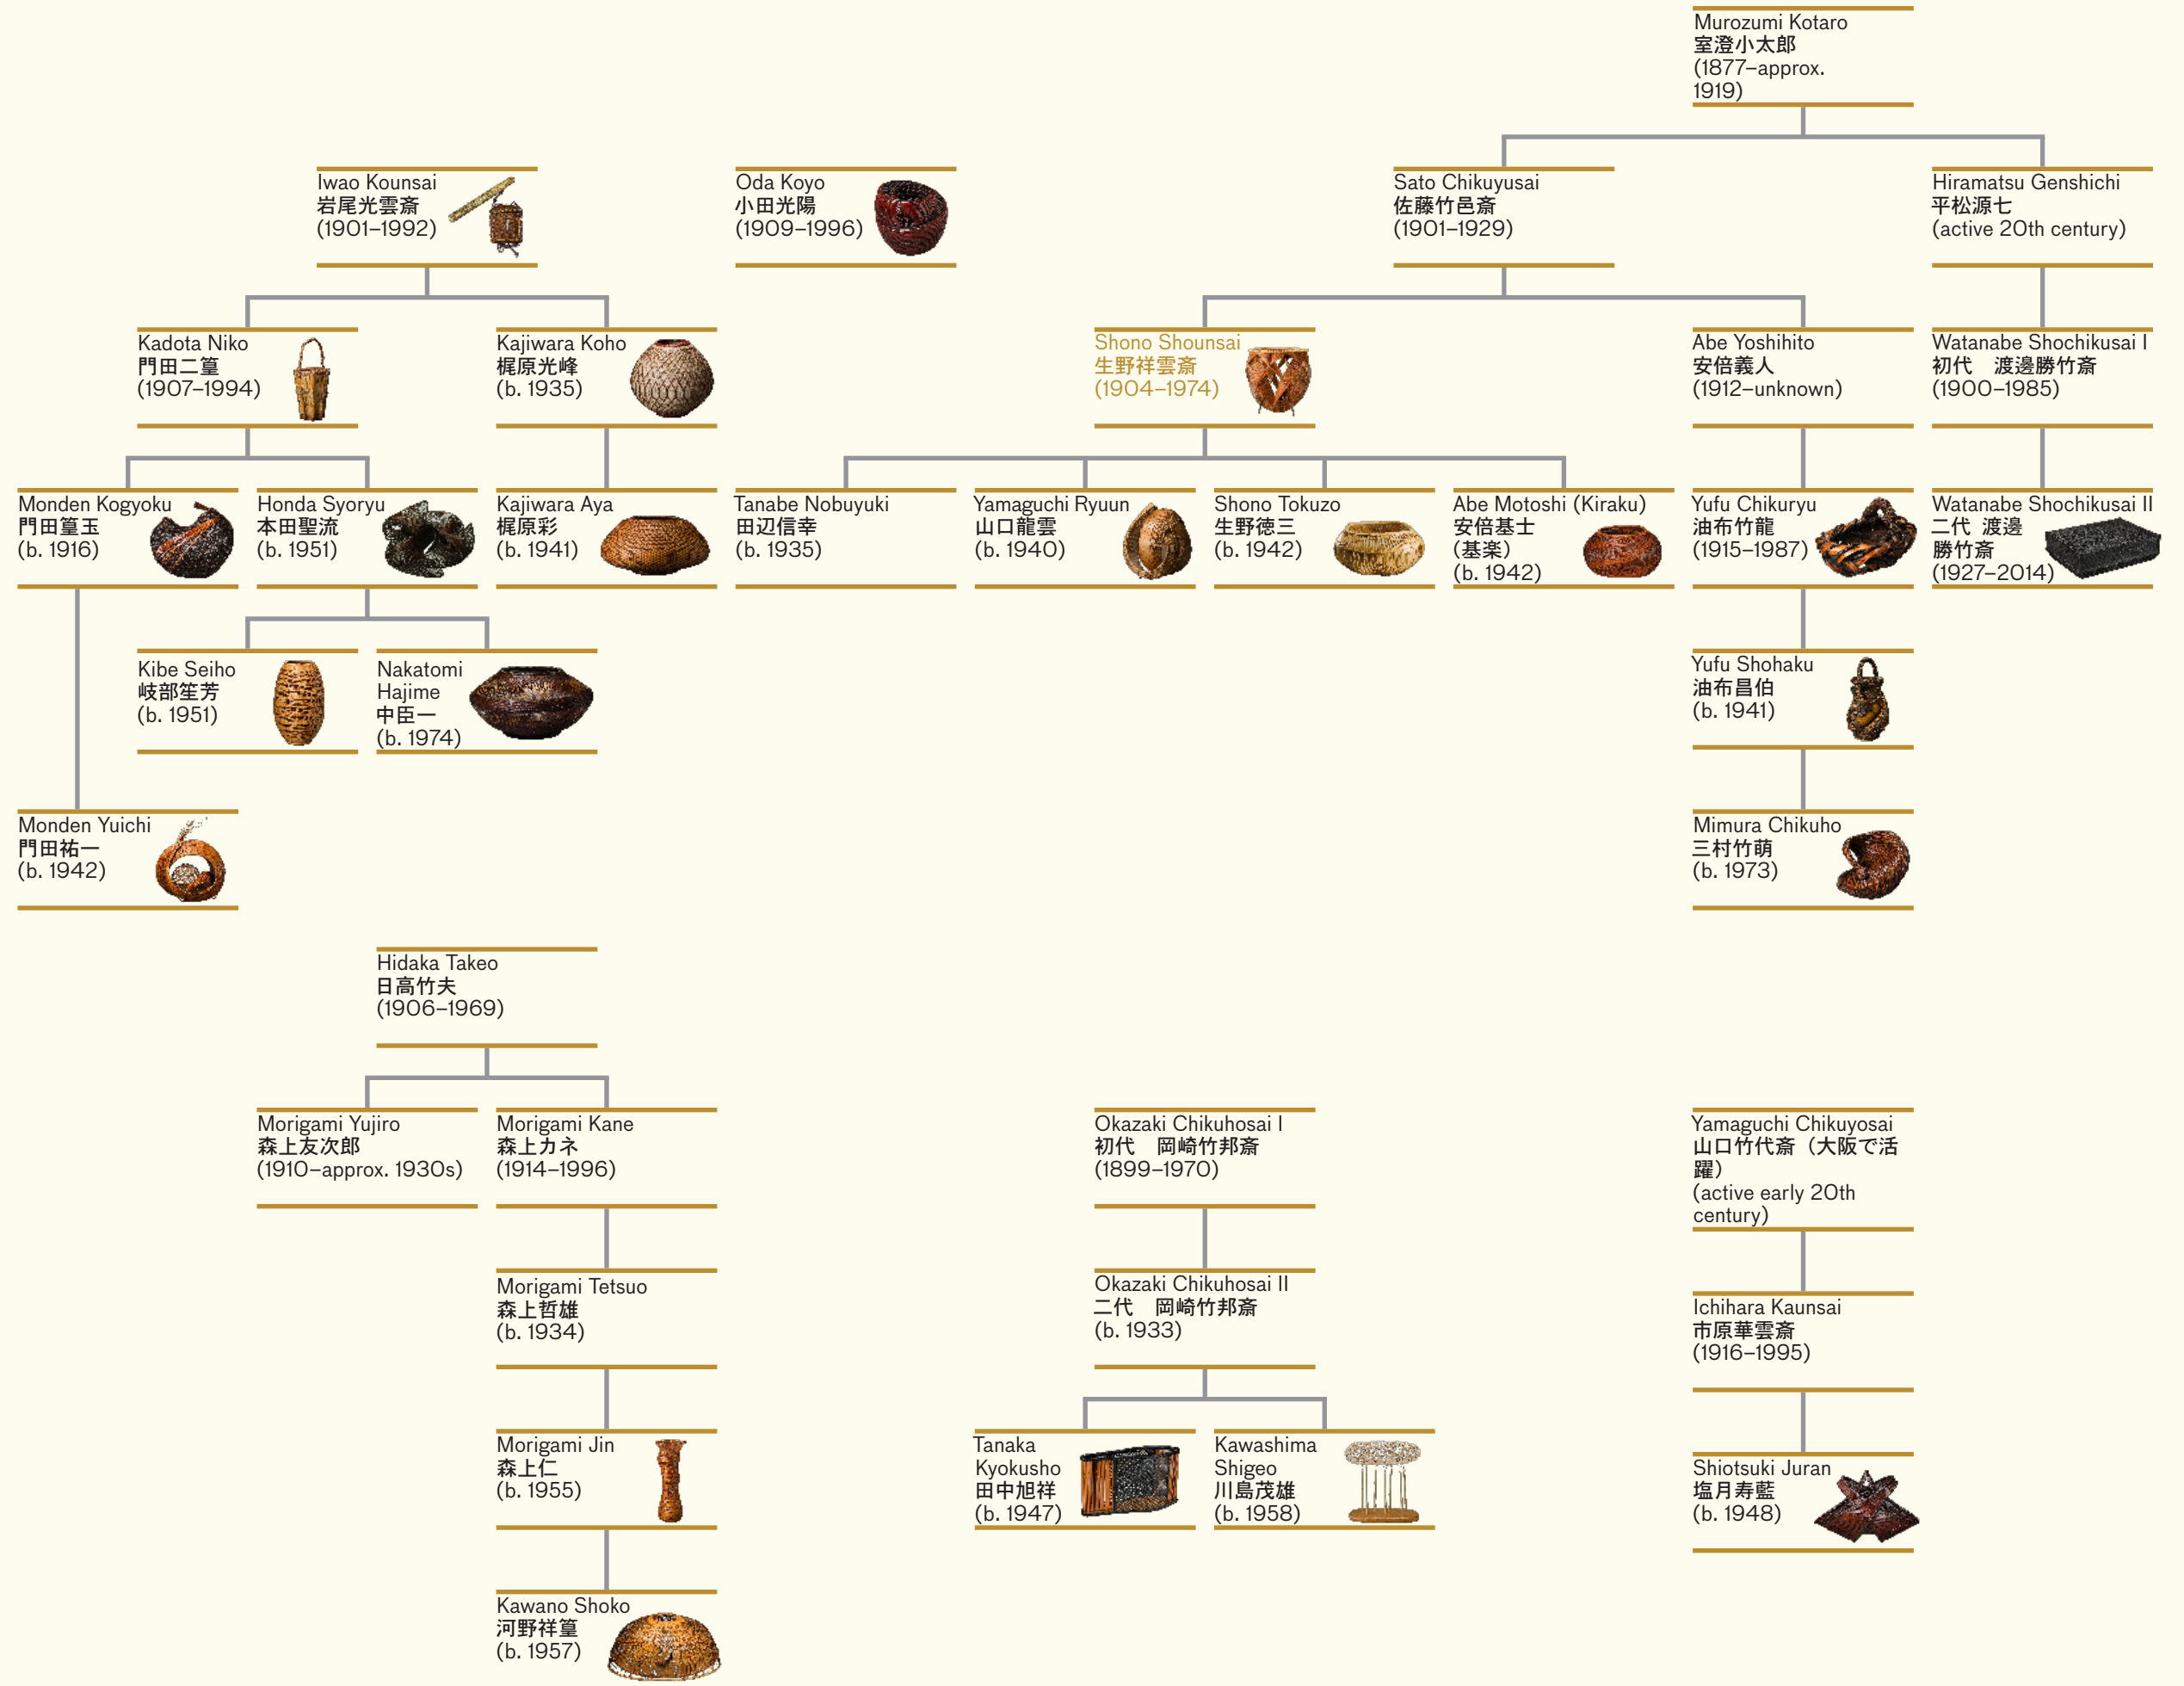 Murozumi Kotaro
室澄小太郎
(1877–approx.
1919)
Iwao Kounsai
岩尾光雲斎
(1901–1992)
Oda Koyo
小田光陽
(1909–1996)
Sato Chikuyusai
佐藤竹邑斎
(1901–1929)
Hiramatsu Genshichi
平松源七
(active 20th century)
Kadota Niko
門田二篁
(1907–1994)
Kajiwara Koho
梶原光峰
(b. 1935)
Shono Shounsai
生野祥雲斎
(1904–1974)
Abe Yoshihito
安倍義人
(1912–unknown)
Watanabe Shochikusai I
初代　渡邊勝竹斎
(1900–1985)
Monden Kogyoku
門田篁玉
(b. 1916)
Honda Syoryu
本田聖流
(b. 1951)
Kajiwara Aya
梶原彩
(b. 1941)
Tanabe Nobuyuki
田辺信幸
(b. 1935)
Yamaguchi Ryuun
山口龍雲
(b. 1940)
Shono Tokuzo
生野徳三
(b. 1942)
Abe Motoshi (Kiraku)
安倍基士
(基楽)
(b. 1942)
Yufu Chikuryu
油布竹龍
(1915–1987)
Watanabe Shochikusai II
二代 渡邊
勝竹斎
(1927–2014)
Kibe Seiho
岐部笙芳
(b. 1951)
Nakatomi
Hajime
中臣一
(b. 1974)
Yufu Shohaku
油布昌伯
(b. 1941)
Monden Yuichi
門田祐一
(b. 1942)
Mimura Chikuho
三村竹萌
(b. 1973)
Hidaka Takeo
日高竹夫
(1906–1969)
Morigami Yujiro
森上友次郎
(1910–approx. 1930s)
Morigami Kane
森上カネ
(1914–1996)
Okazaki Chikuhosai I
初代　岡崎竹邦斎
(1899–1970)
Yamaguchi Chikuyosai
山口竹代斎（大阪で活
躍）
(active early 20th
century)
Morigami Tetsuo
森上哲雄
(b. 1934)
Okazaki Chikuhosai II
二代　岡崎竹邦斎
(b. 1933)
Ichihara Kaunsai
市原華雲斎
(1916–1995)
Morigami Jin
森上仁
(b. 1955)
Tanaka
Kyokusho
田中旭祥
(b. 1947)
Kawashima
Shigeo
川島茂雄
(b. 1958)
Shiotsuki Juran
塩月寿藍
(b. 1948)
Kawano Shoko
河野祥篁
(b. 1957)